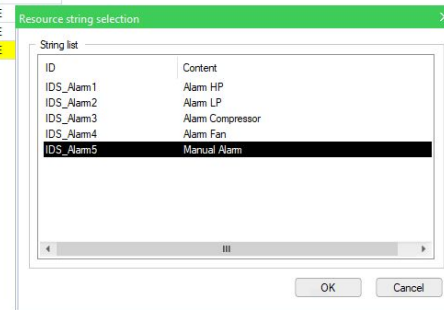 Resource string selection
String list
ID Content
IDS_Alarm1 Alarm HP
IDS_Alarm2 Alarm LP
IDS_Alarm3 Alarm Compressor
IDS_Alarm4 Alarm Fan
IDS_Alarm5 Manual Alarm
OK Cancel